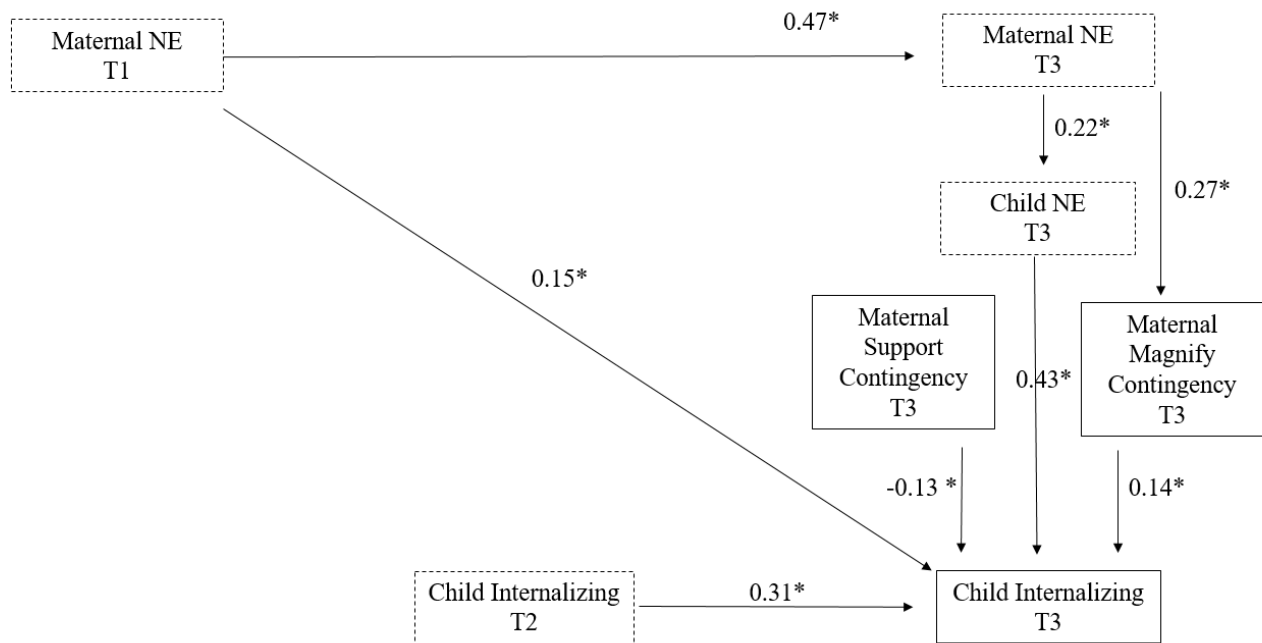 Maternal NE
T1
0.47*
Maternal NE
T3
0.22*
0.27*
Child NE
T3
0.15*
Maternal
Support
Contingency
T3
0.43*
Maternal
Magnify
Contingency
T3
-0.13 *
0.14*
Child Internalizing
T2
0.31*
Child Internalizing
T3